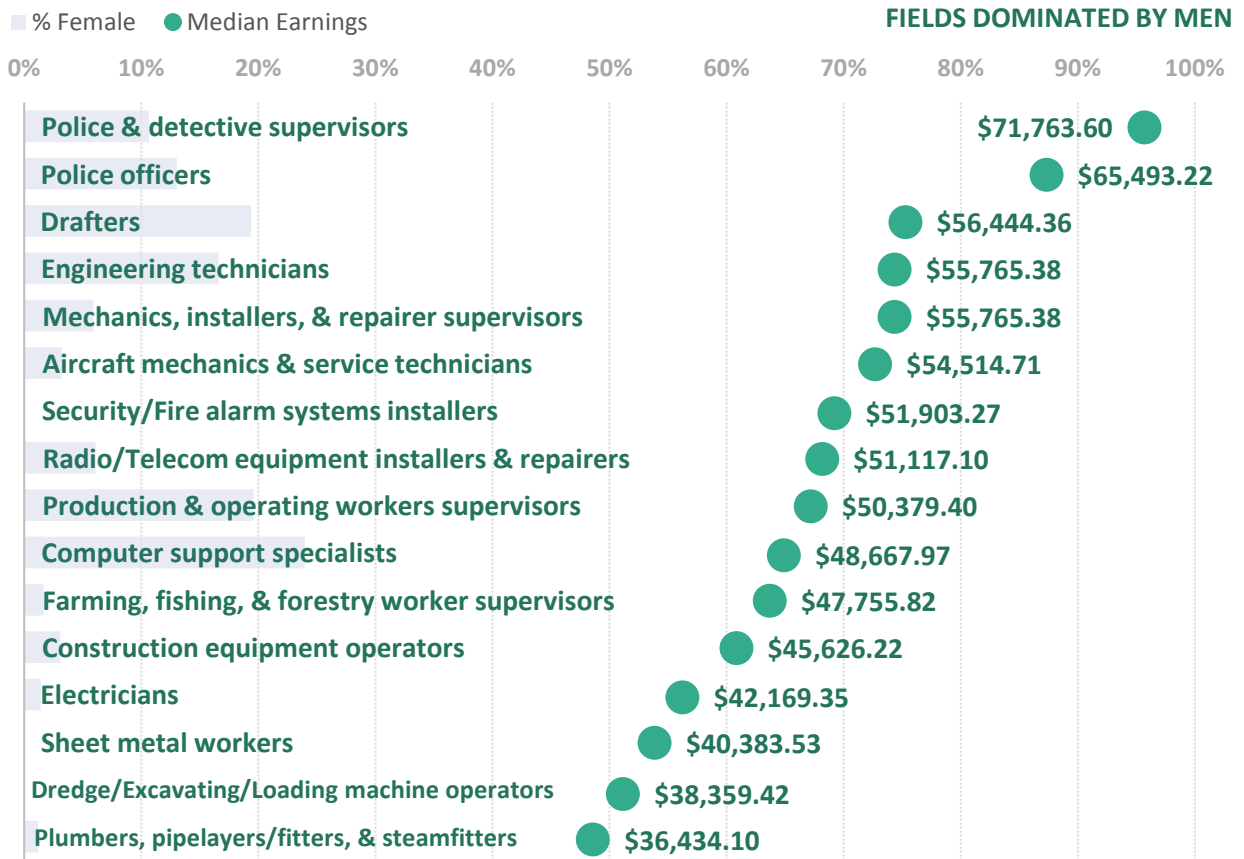 % Female Median Earnings FIELDS DOMINATED BY MEN
0% 10% 20% 30% 40% 50% 60% 70% 80% 90% 100%
Police & detective supervisors $71,763.60
Police officers $65,493.22
Drafters $56,444.36
Engineering technicians $55,765.38
Mechanics, installers, & repairer supervisors $55,765.38
Aircraft mechanics & service technicians $54,514.71
Security/Fire alarm systems installers $51,903.27
Radio/Telecom equipment installers & repairers $51,117.10
Production & operating workers supervisors $50,379.40
Computer support specialists $48,667.97
Farming, fishing, & forestry worker supervisors $47,755.82
Construction equipment operators $45,626.22
Electricians $42,169.35
Sheet metal workers $40,383.53
Dredge/Excavating/Loading machine operators $38,359.42
Plumbers, pipelayers/fitters, & steamfitters $36,434.10